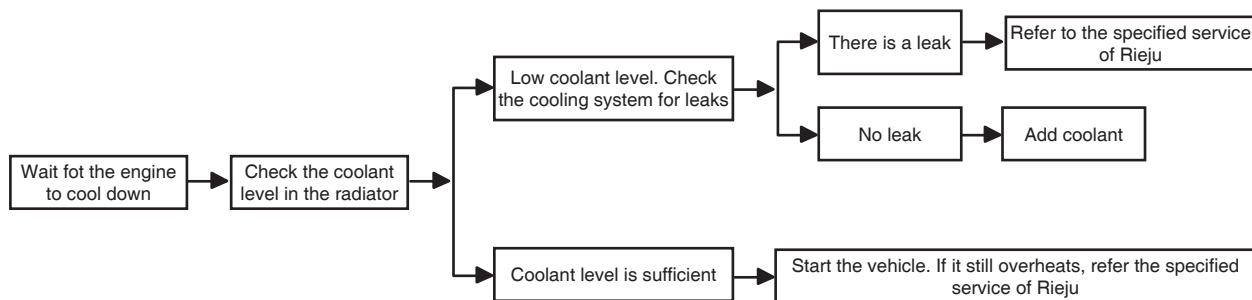 Wait fot the engine
to cool down
Check the coolant
level in the radiator
Low coolant level. Check
the cooling system for leaks
There is a leak
Refer to the specified service
of Rieju
No leak
Add coolant
Coolant level is sufficient
Start the vehicle. If it still overheats, refer the specified
service of Rieju